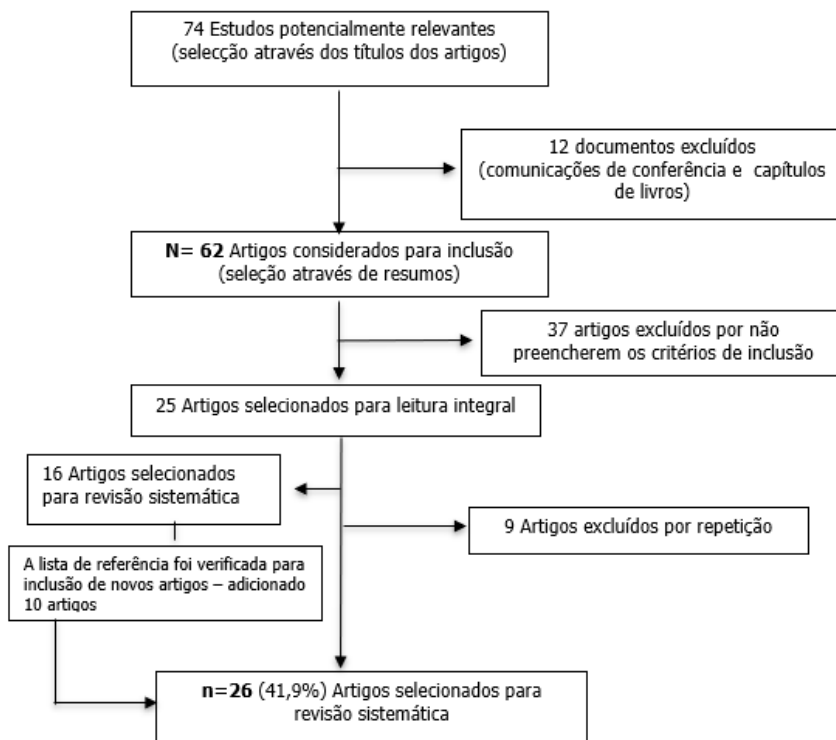 74 Estudos potencialmente relevantes
(selecção através dos títulos dos artigos)
12 documentos excluídos
(comunicações de conferência e capítulos
de livros)
N= 62 Artigos considerados para inclusão
(seleção através de resumos)
37 artigos excluídos por não
preencherem os critérios de inclusão
25 Artigos selecionados para leitura integral
16 Artigos selecionados
para revisão sistemática
9 Artigos excluídos por repetição
A lista de referência foi verificada para
inclusão de novos artigos – adicionado
10 artigos
n=26 (41,9%) Artigos selecionados para
revisão sistemática